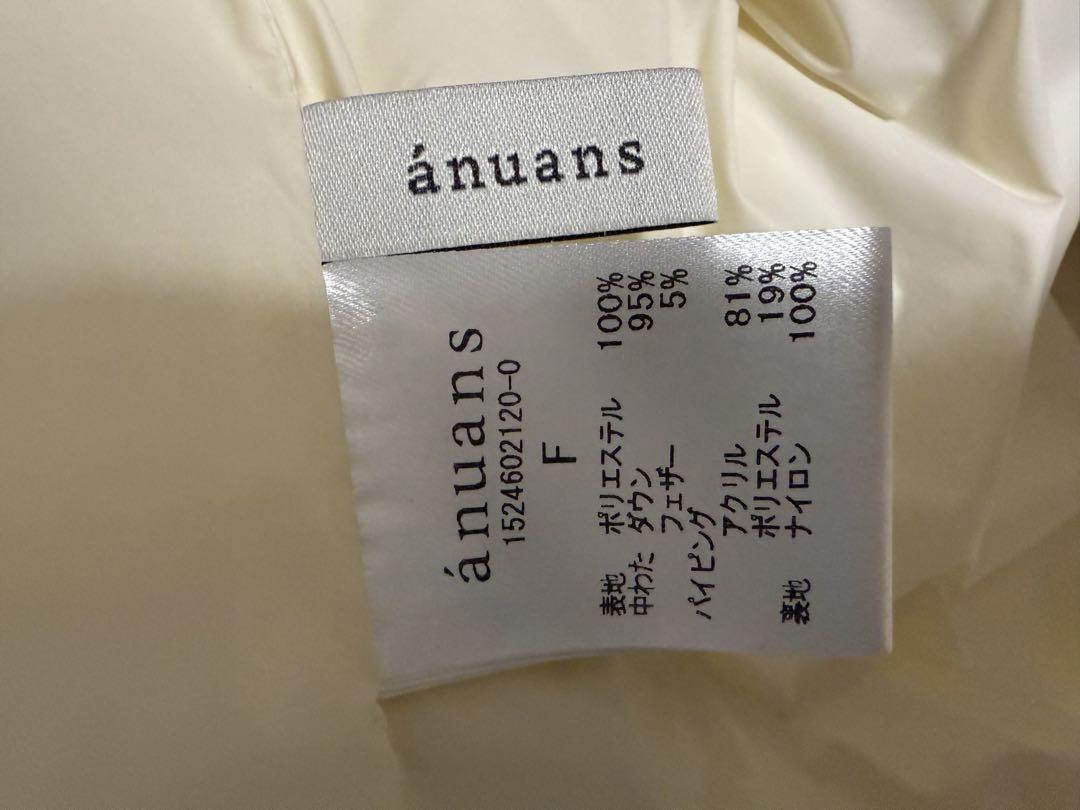 ánuans
ánuans
1524602120-0
F
表地 ポリエステル 100%
中わた ダウン 95%
フェザー 5%
パイピング
アクリル 81%
ポリエステル 19%
裏地 ナイロン 100%